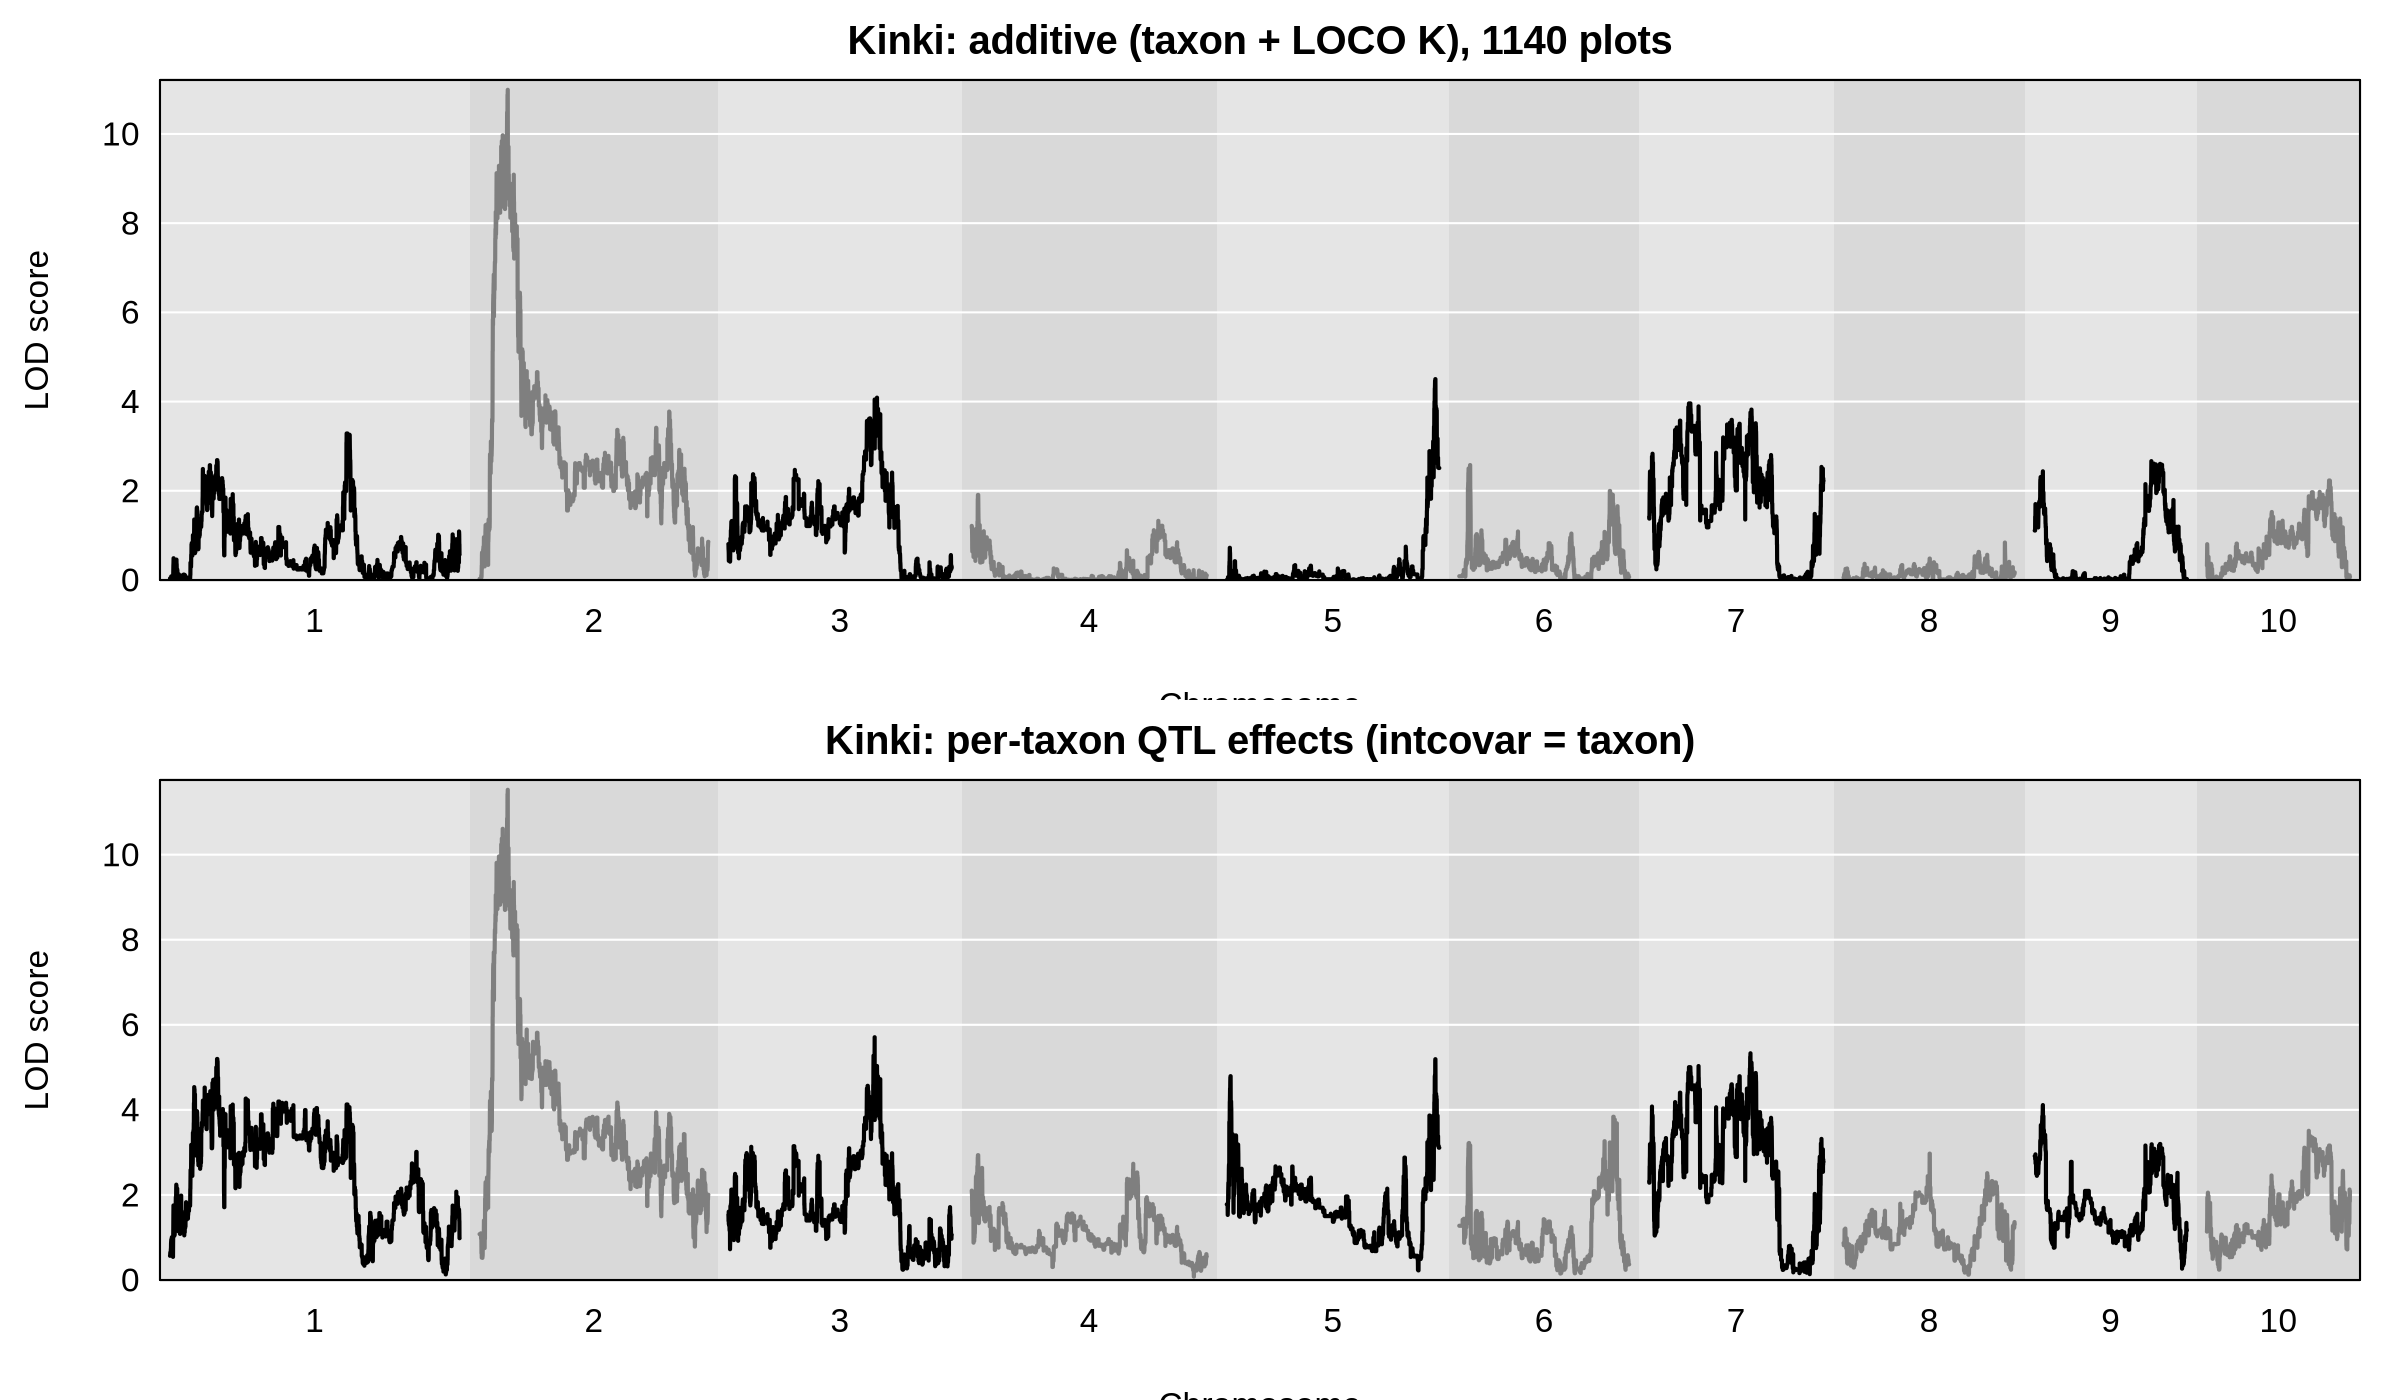 Kinki: additive (taxon + LOCO K), 1140 plots
LOD score
10
8
6
4
2
0
1 2 3 4 5 6 7 8 9 10
Chromosome
Kinki: per-taxon QTL effects (intcovar = taxon)
LOD score
10
8
6
4
2
0
1 2 3 4 5 6 7 8 9 10
Chromosome